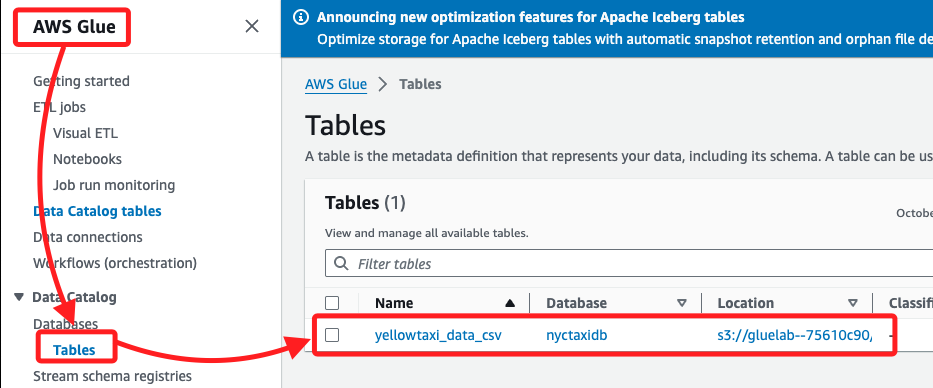 AWS Glue
Getting started
ETL jobs
Visual ETL
Notebooks
Job run monitoring
Data Catalog tables
Data connections
Workflows (orchestration)
Data Catalog
Databases
Tables
Stream schema registries
Announcing new optimization features for Apache Iceberg tables
Optimize storage for Apache Iceberg tables with automatic snapshot retention and orphan file de
AWS Glue > Tables
Tables
A table is the metadata definition that represents your data, including its schema. A table can be us
Tables (1)
October
View and manage all available tables.
Filter tables
Name Database Location Classifi
yellowtaxi_data_csv nyctaxidb s3://gluelab--75610c90/ -